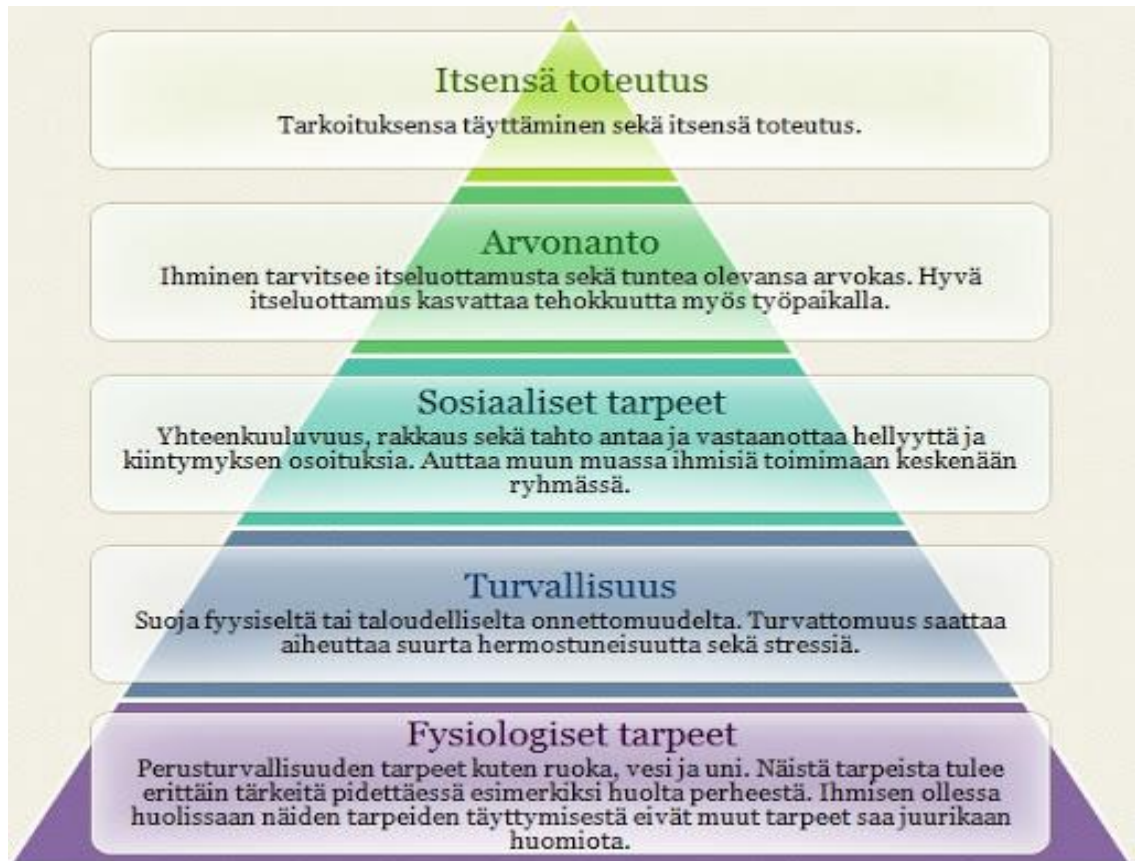 Itsensä toteutus
Tarkoituksensa täyttäminen sekä itsensä toteutus.
Arvonanto
Ihminen tarvitsee itseluottamusta sekä tuntea olevansa arvokas. Hyvä
itseluottamus kasvattaa tehokkuutta myös työpaikalla.
Sosiaaliset tarpeet
Yhteenkuuluvuus, rakkaus sekä tahto antaa ja vastaanottaa hellyyttä ja
kiintymyksen osoituksia. Auttaa muun muassa ihmisiä toimimaan keskenään
ryhmässä.
Turvallisuus
Suoja fyysiseltä tai taloudelliselta onnettomuudelta. Turvattomuus saattaa
aiheuttaa suurta hermostuneisuutta sekä stressiä.
Fysiologiset tarpeet
Perusturvallisuuden tarpeet kuten ruoka, vesi ja uni. Näistä tarpeista tulee
erittäin tärkeitä pidettäessä esimerkiksi huolta perheestä. Ihmisen ollessa
huolissaan näiden tarpeiden täyttymisestä eivät muut tarpeet saa juurikaan
huomiota.